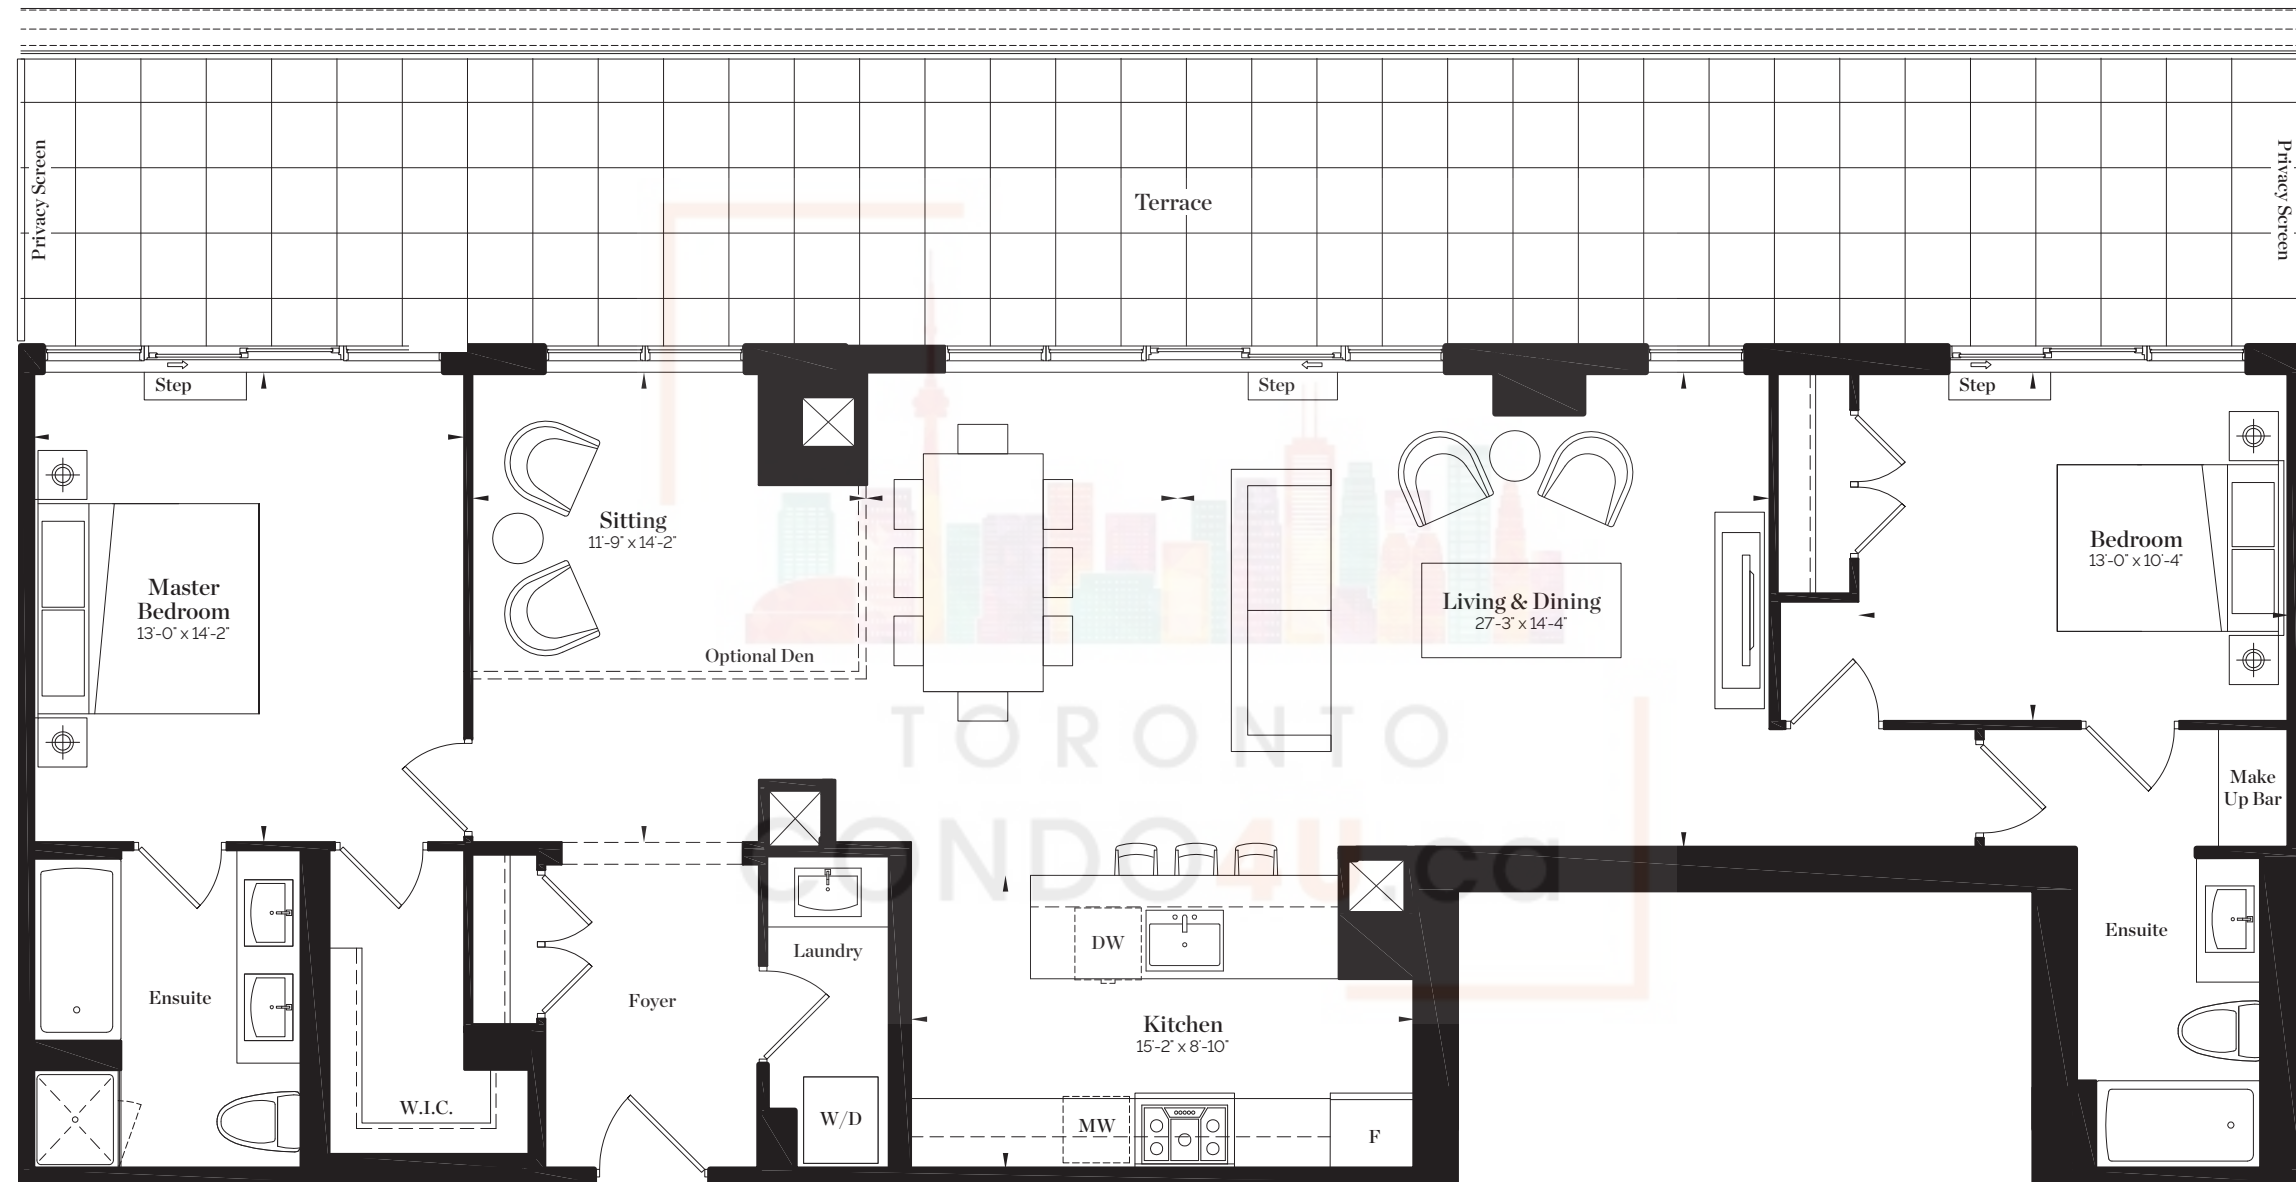 Privacy Screen
Terrace
Privacy Screen
Step
Step
Step
Sitting
11'-9" x 14'-2"
Optional Den
Master
Bedroom
13'-0" x 14'-2"
Living & Dining
27'-3" x 14'-4"
Bedroom
13'-0" x 10'-4"
TORONTO
CONDO4U.ca
Make
Up Bar
Ensuite
W.I.C.
Foyer
Laundry
W/D
DW
Kitchen
15'-2" x 8'-10"
MW
F
Ensuite